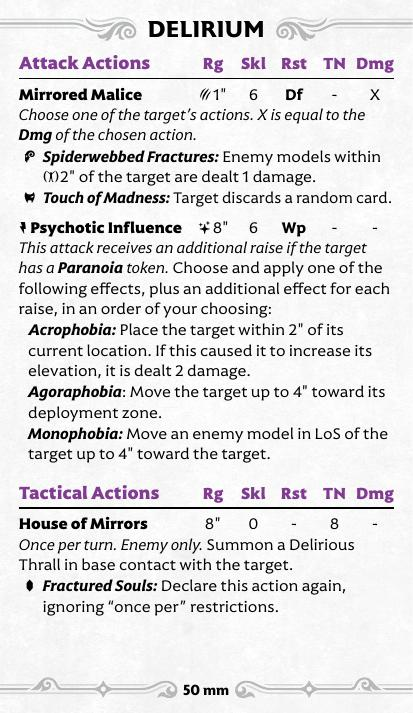 DELIRIUM
Attack Actions Rg Skl Rst TN Dmg
Mirrored Malice 1" 6 Df - X
Choose one of the target's actions. X is equal to the
Dmg of the chosen action.
Spiderwebbed Fractures: Enemy models within
2" of the target are dealt 1 damage.
Touch of Madness: Target discards a random card.
Psychotic Influence 8" 6 Wp - -
This attack receives an additional raise if the target
has a Paranoia token. Choose and apply one of the
following effects, plus an additional effect for each
raise, in an order of your choosing:
Acrophobia: Place the target within 2" of its
current location. If this caused it to increase its
elevation, it is dealt 2 damage.
Agoraphobia: Move the target up to 4" toward its
deployment zone.
Monophobia: Move an enemy model in LoS of the
target up to 4" toward the target.
Tactical Actions Rg Skl Rst TN Dmg
House of Mirrors 8" 0 - 8 -
Once per turn. Enemy only. Summon a Delirious
Thrall in base contact with the target.
Fractured Souls: Declare this action again,
ignoring "once per" restrictions.
50 mm